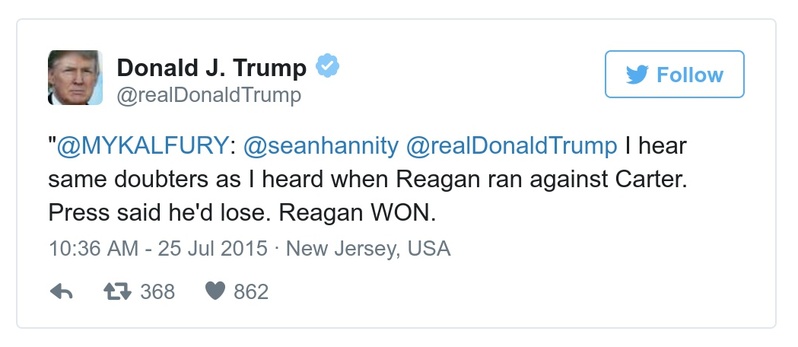 Donald J. Trump
Follow
@realDonaldTrump
"@MYKALFURY: @seanhannity @realDonaldTrump I hear
same doubters as I heard when Reagan ran against Carter.
Press said he'd lose. Reagan WON.
10:36 AM - 25 Jul 2015 · New Jersey, USA
368 862